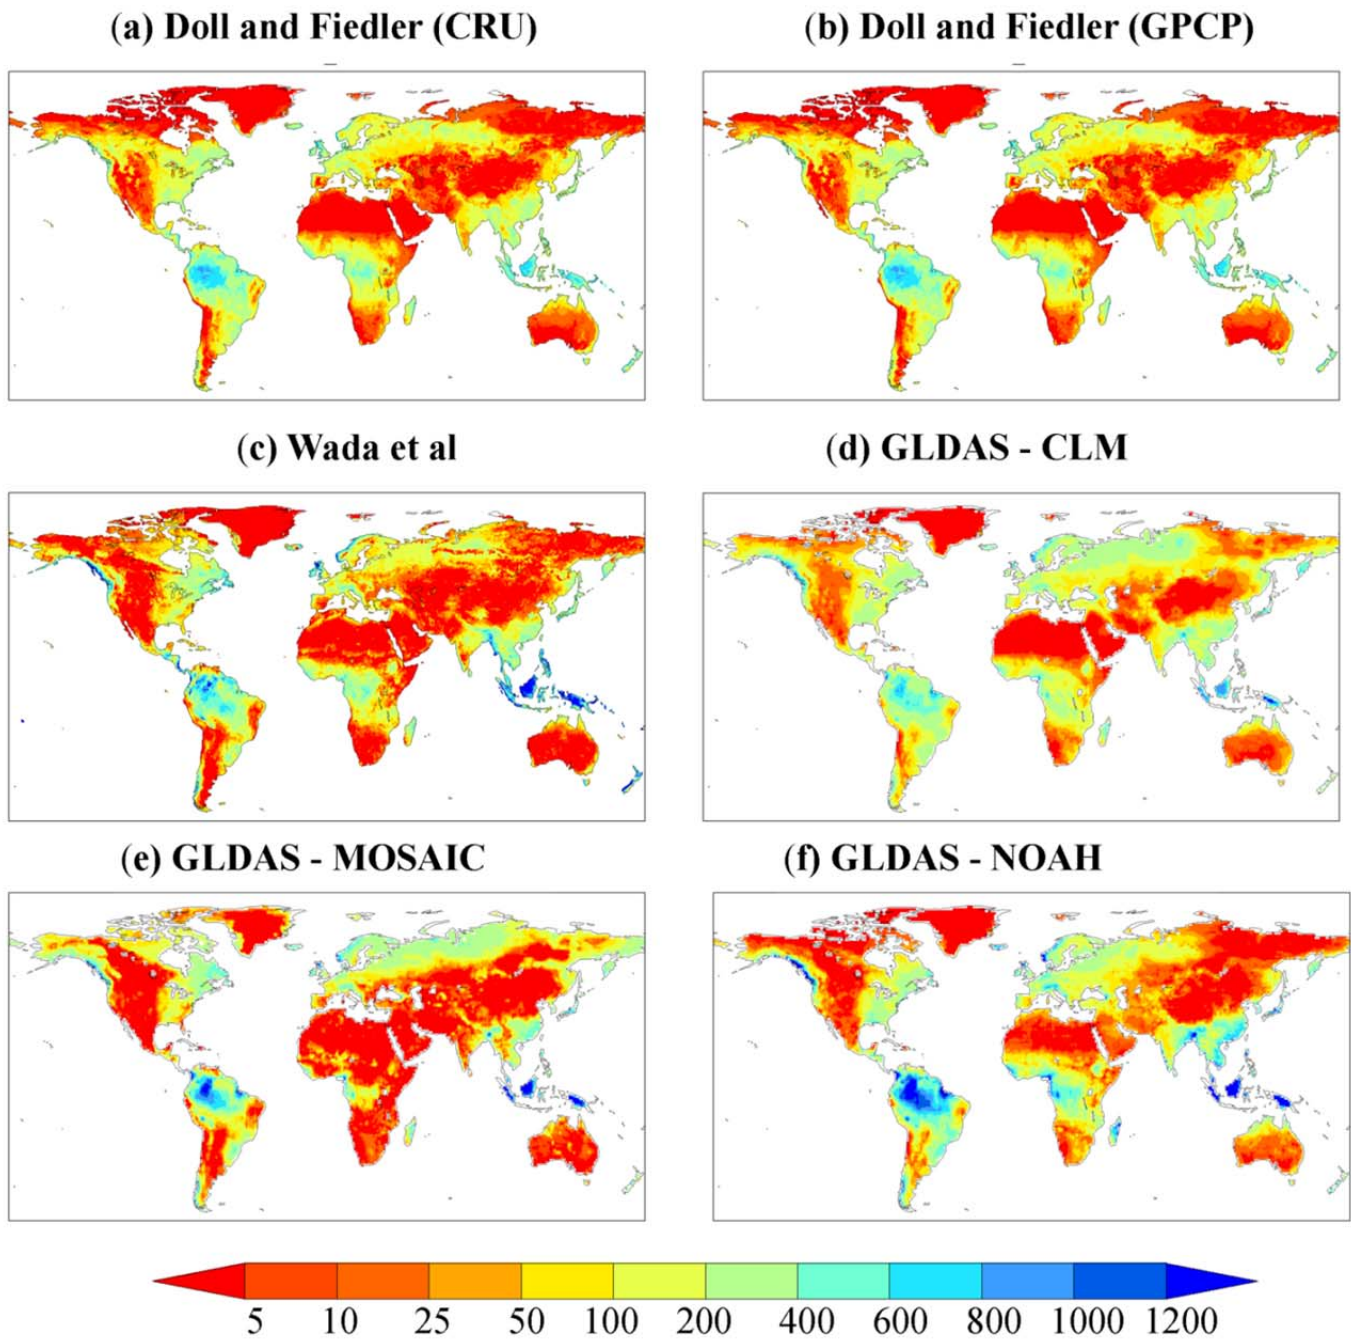 (a) Doll and Fiedler (CRU)
(b) Doll and Fiedler (GPCP)
(c) Wada et al
(d) GLDAS - CLM
(e) GLDAS - MOSAIC
(f) GLDAS - NOAH
5 10 25 50 100 200 400 600 800 1000 1200